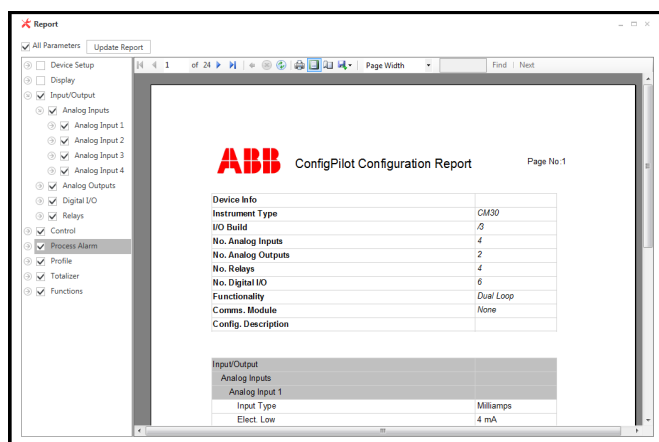 Report
All Parameters Update Report
Device Setup
Display
Input/Output
Analog Inputs
Analog Input 1
Analog Input 2
Analog Input 3
Analog Input 4
Analog Outputs
Digital I/O
Relays
Control
Process Alarm
Profile
Totalizer
Functions
1 of 24 Page Width Find | Next
ABB ConfigPilot Configuration Report Page No:1
Device Info
Instrument Type CM30
I/O Build /3
No. Analog Inputs 4
No. Analog Outputs 2
No. Relays 4
No. Digital I/O 6
Functionality Dual Loop
Comms. Module None
Config. Description
Input/Output
Analog Inputs
Analog Input 1
Input Type Milliamps
Elect. Low 4 mA